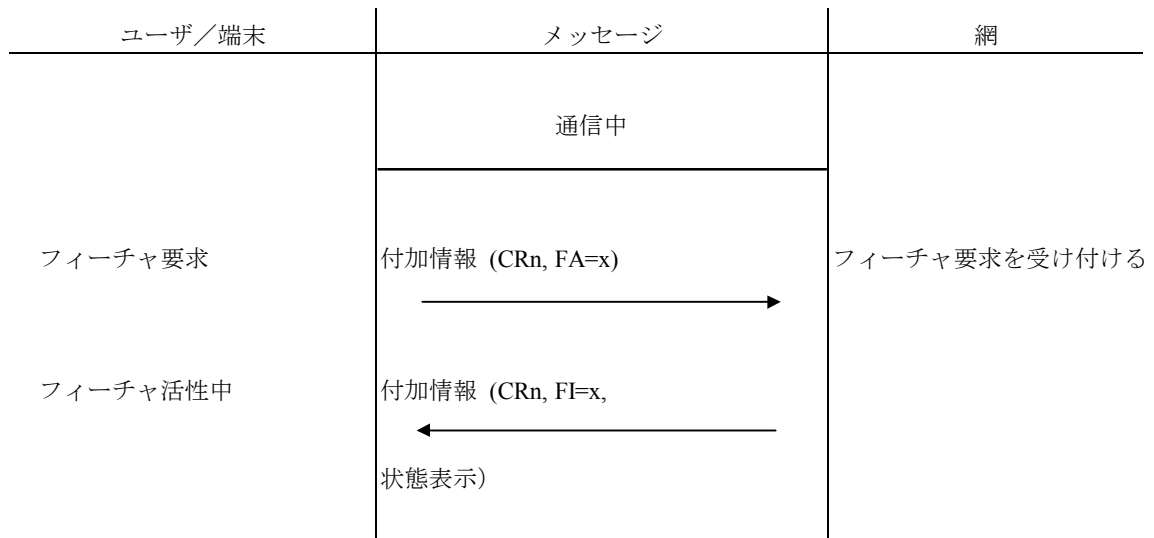 ユーザ／端末 メッセージ 網
通信中
フィーチャ要求 付加情報 (CRn, FA=x) フィーチャ要求を受け付ける
フィーチャ活性中 付加情報 (CRn, FI=x,
状態表示）